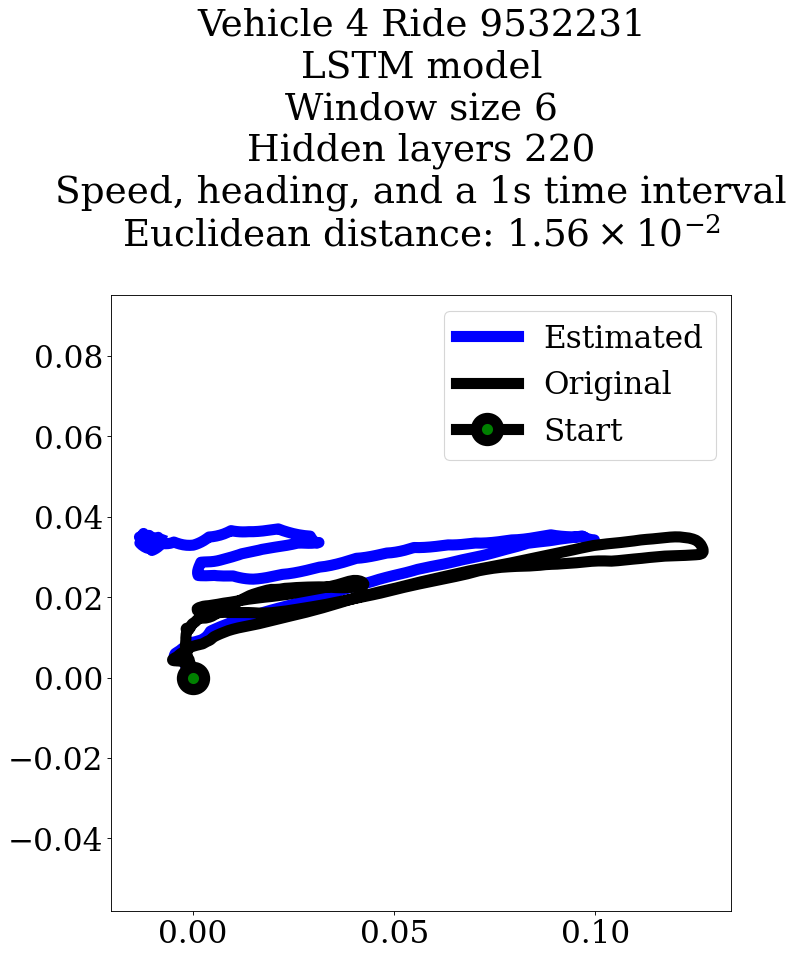 Vehicle 4 Ride 9532231
LSTM model
Window size 6
Hidden layers 220
Speed, heading, and a 1s time interval
Euclidean distance: 1.56 × 10⁻²
Estimated
Original
Start
0.08
0.06
0.04
0.02
0.00
−0.02
−0.04
0.00 0.05 0.10